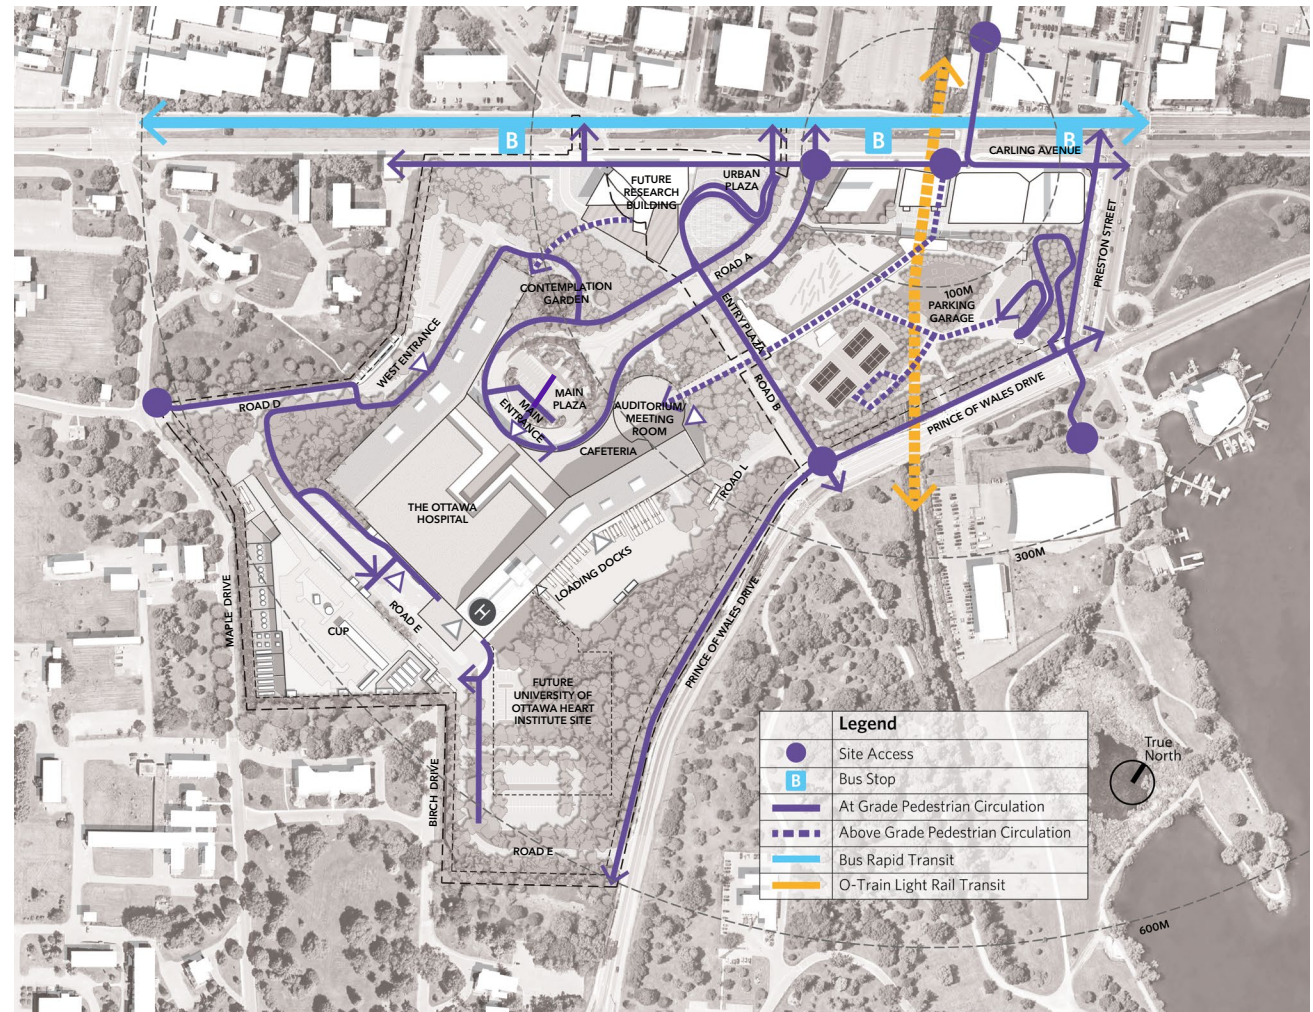 B
B
B
CARLING AVENUE
URBAN
PLAZA
FUTURE
RESEARCH
BUILDING
PRESTON STREET
ROAD A
CONTEMPLATION
GARDEN
100M
PARKING
GARAGE
ENTRY PLAZA
WEST ENTRANCE
ROAD D
MAIN
PLAZA
MAIN
ENTRANCE
AUDITORIUM/
MEETING
ROOM
ROAD B
PRINCE OF WALES DRIVE
CAFETERIA
ROAD L
THE OTTAWA
HOSPITAL
LOADING DOCKS
300M
MAPLE DRIVE
ROAD E
CUP
H
PRINCE OF WALES DRIVE
FUTURE
UNIVERSITY OF
OTTAWA HEART
INSTITUTE SITE
BIRCH DRIVE
ROAD E
Legend
Site Access
B Bus Stop
At Grade Pedestrian Circulation
Above Grade Pedestrian Circulation
Bus Rapid Transit
O-Train Light Rail Transit
True
North
600M